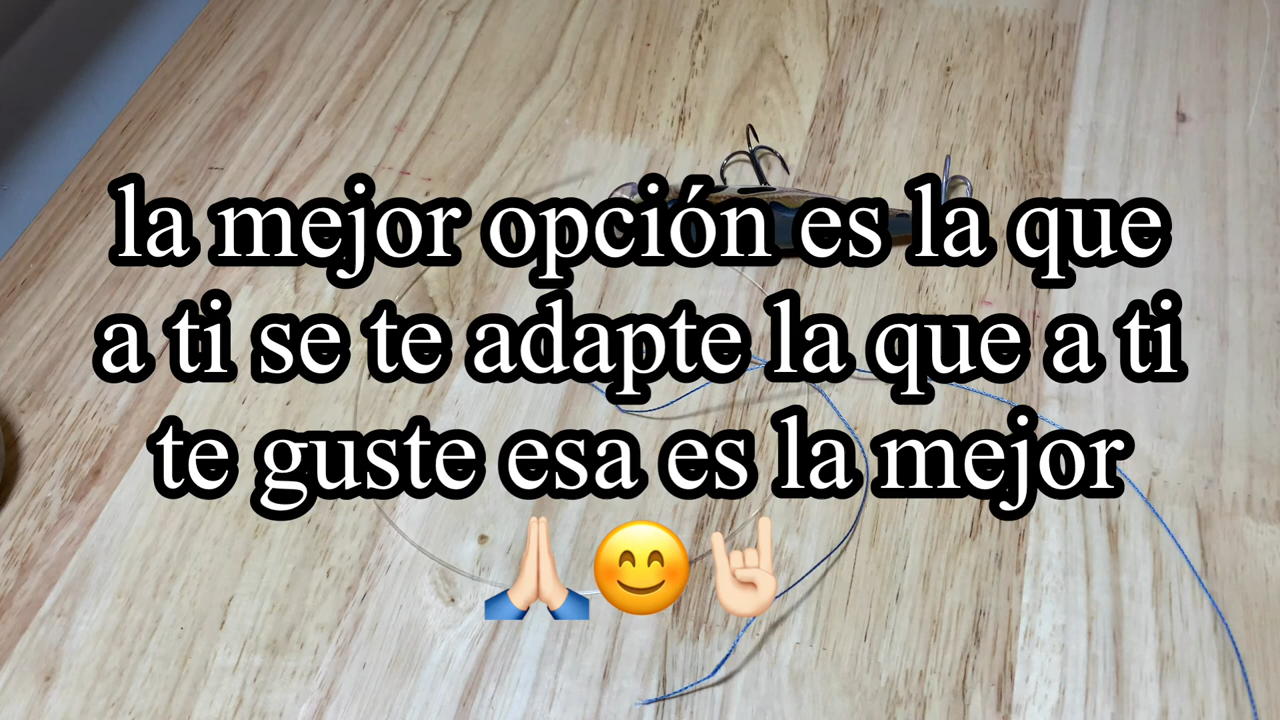 la mejor opción es la que
a ti se te adapte la que a ti
te guste esa es la mejor
🙏🏻😊🤘🏻